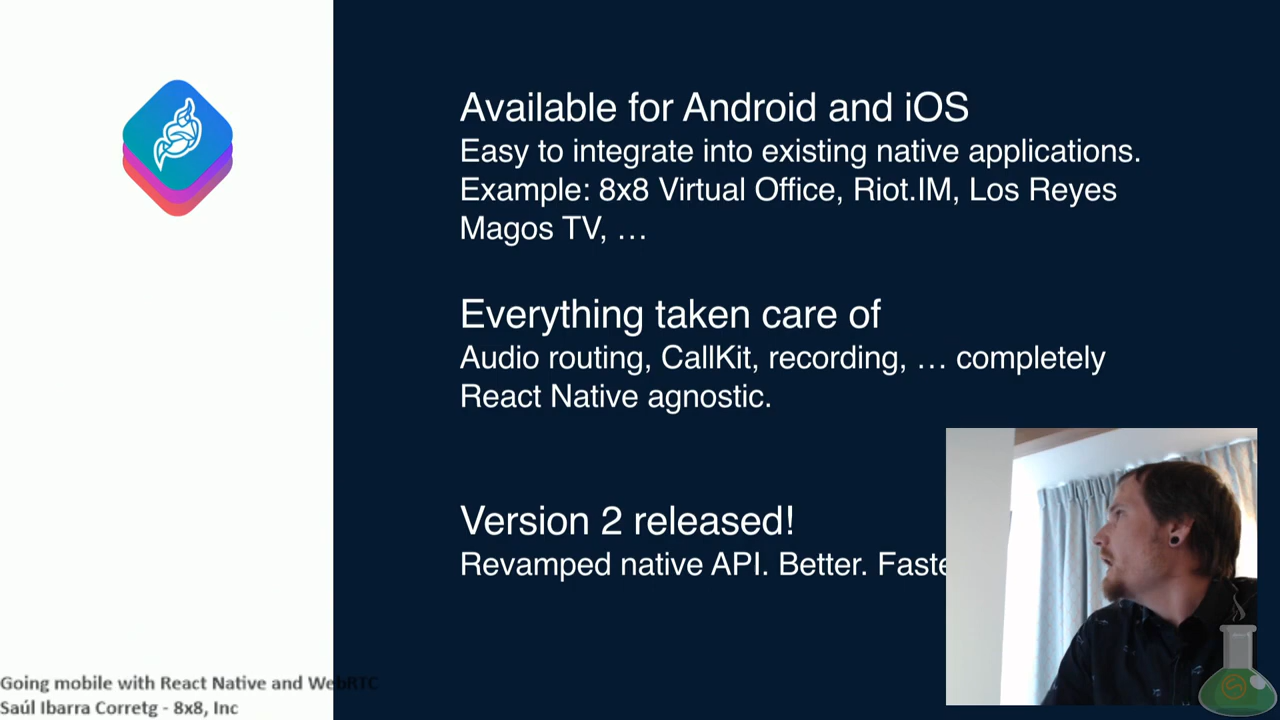 Available for Android and iOS
Easy to integrate into existing native applications.
Example: 8x8 Virtual Office, Riot.IM, Los Reyes
Magos TV, …
Everything taken care of
Audio routing, CallKit, recording, … completely
React Native agnostic.
Version 2 released!
Revamped native API. Better.
Going mobile with React Native and WebRTC
Saúl Ibarra Corretg - 8x8, Inc